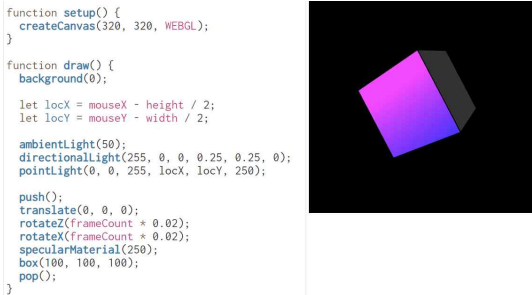 function setup() {
createCanvas(320, 320, WEBGL);
}
function draw() {
background(0);
let locX = mouseX - height / 2;
let locY = mouseY - width / 2;
ambientLight(50);
directionalLight(255, 0, 0, 0.25, 0.25, 0);
pointLight(0, 0, 255, locX, locY, 250);
push();
translate(0, 0, 0);
rotateZ(frameCount * 0.02);
rotateX(frameCount * 0.02);
specularMaterial(250);
box(100, 100, 100);
pop();
}